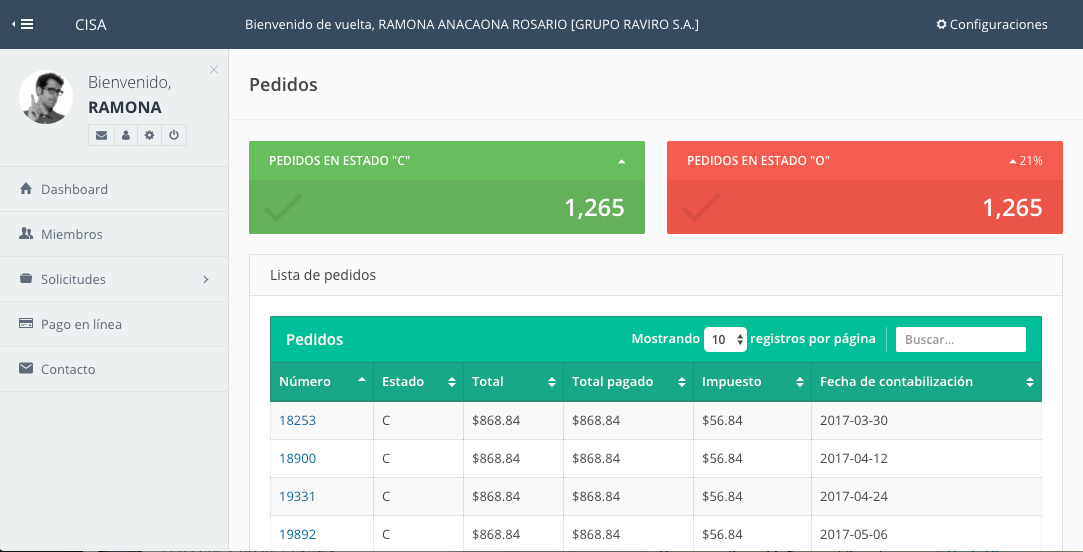 CISA
Bienvenido de vuelta, RAMONA ANACAONA ROSARIO [GRUPO RAVIRO S.A.]
Configuraciones
Bienvenido,
RAMONA
Dashboard
Miembros
Solicitudes
Pago en línea
Contacto
Pedidos
PEDIDOS EN ESTADO "C"
1,265
PEDIDOS EN ESTADO "O" 21%
1,265
Lista de pedidos
Pedidos Mostrando 10 registros por página Buscar...
Número Estado Total Total pagado Impuesto Fecha de contabilización
18253 C $868.84 $868.84 $56.84 2017-03-30
18900 C $868.84 $868.84 $56.84 2017-04-12
19331 C $868.84 $868.84 $56.84 2017-04-24
19892 C $868.84 $868.84 $56.84 2017-05-06